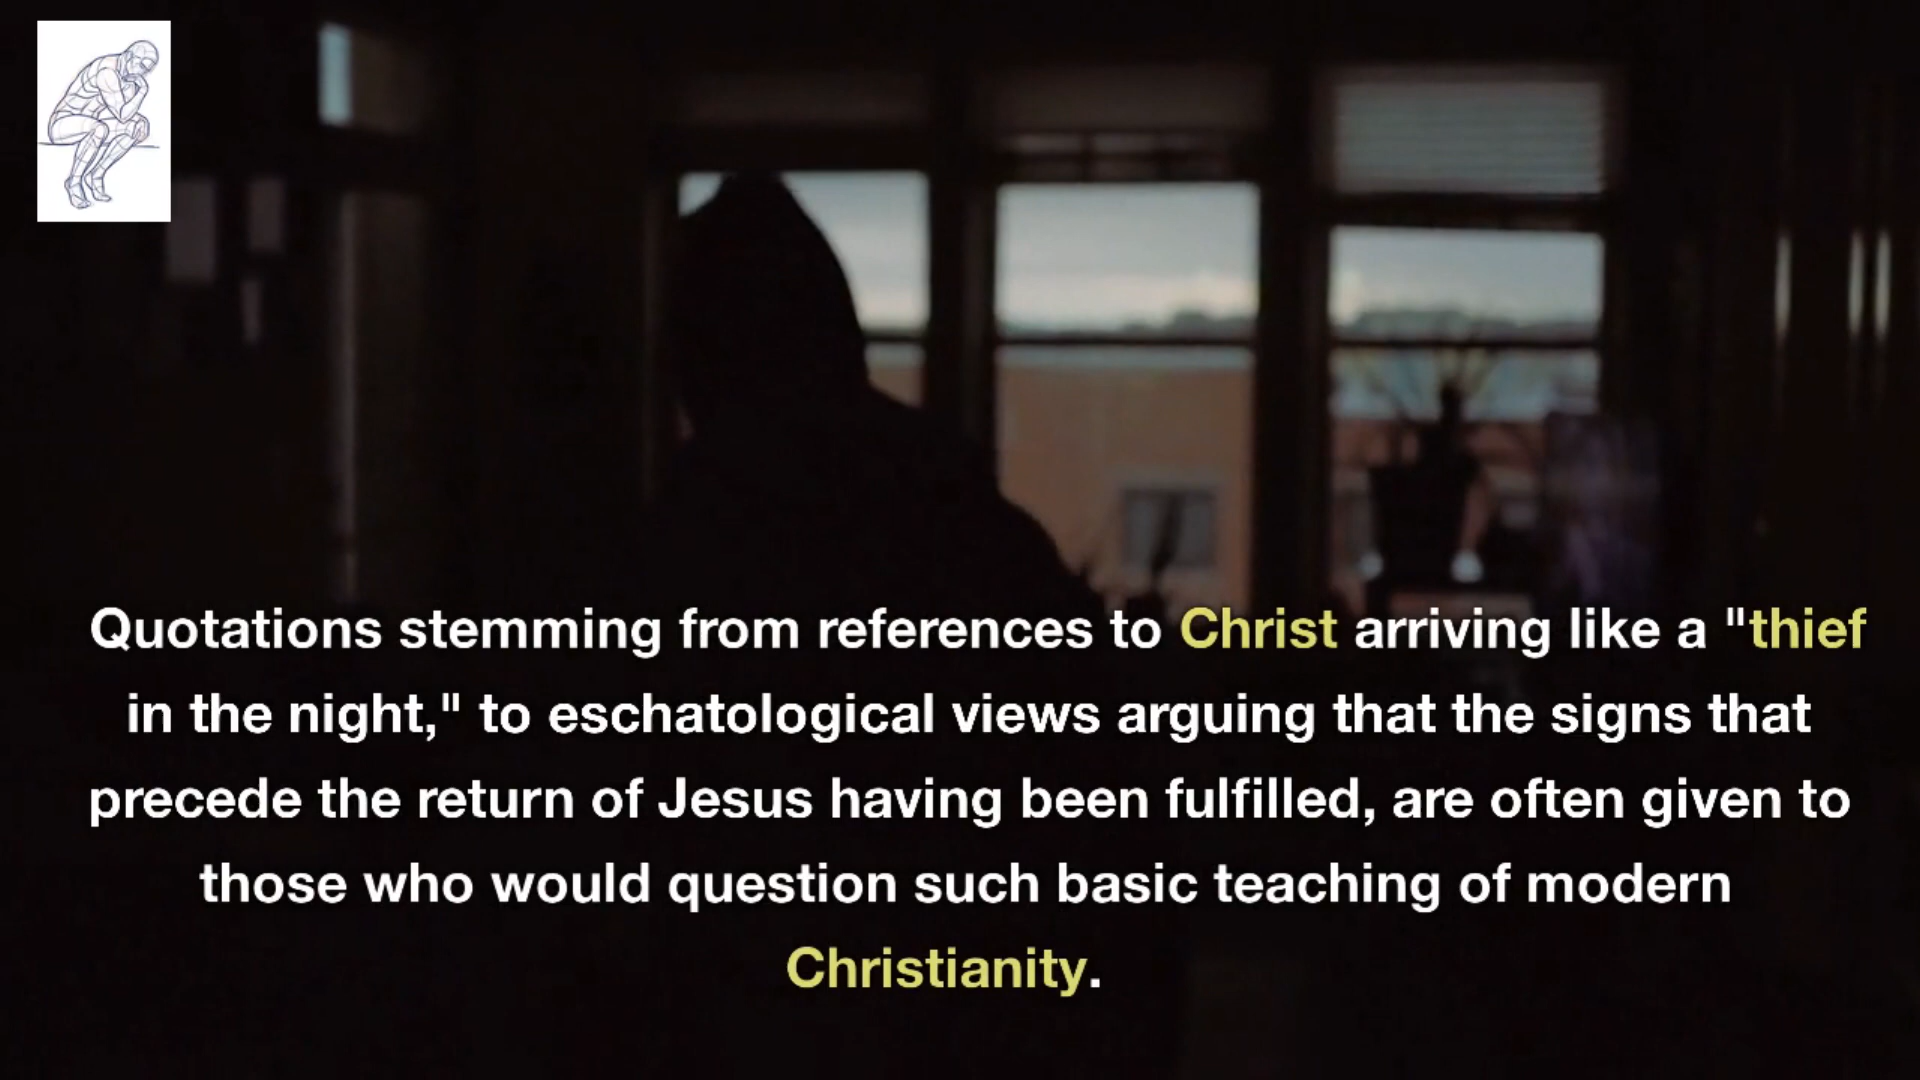 Quotations stemming from references to Christ arriving like a "thief
in the night," to eschatological views arguing that the signs that
precede the return of Jesus having been fulfilled, are often given to
those who would question such basic teaching of modern
Christianity.